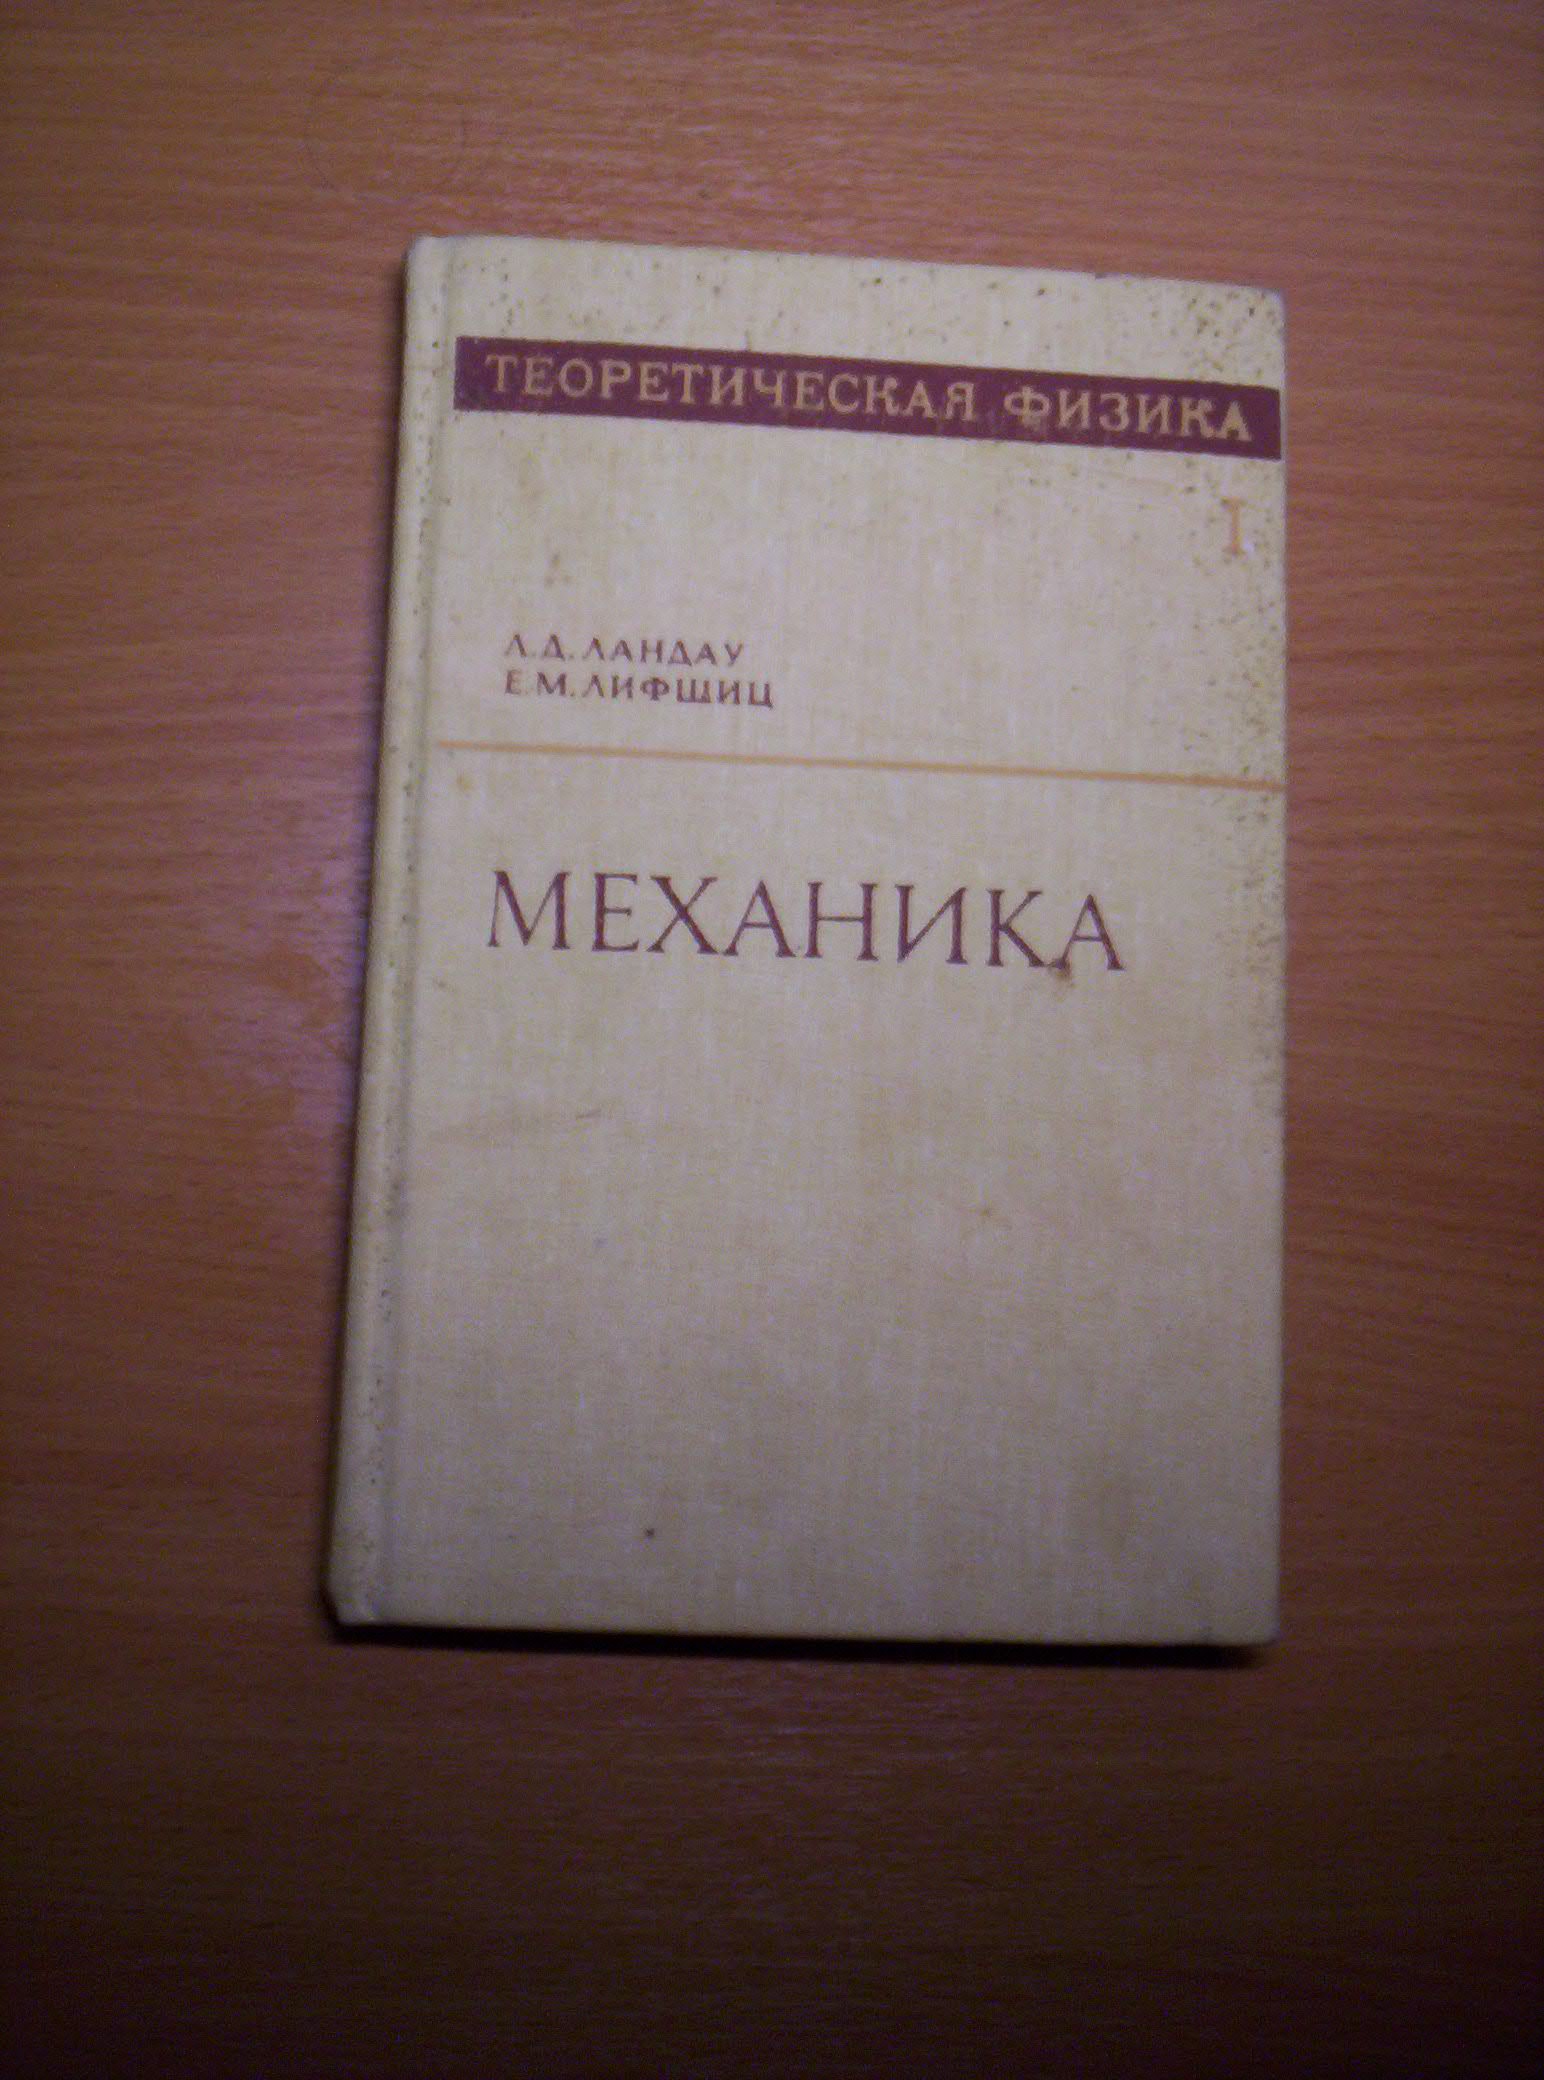 ТЕОРЕТИЧЕСКАЯ ФИЗИКА
I
Л.Д.ЛАНДАУ
Е.М.ЛИФШИЦ
МЕХАНИКА